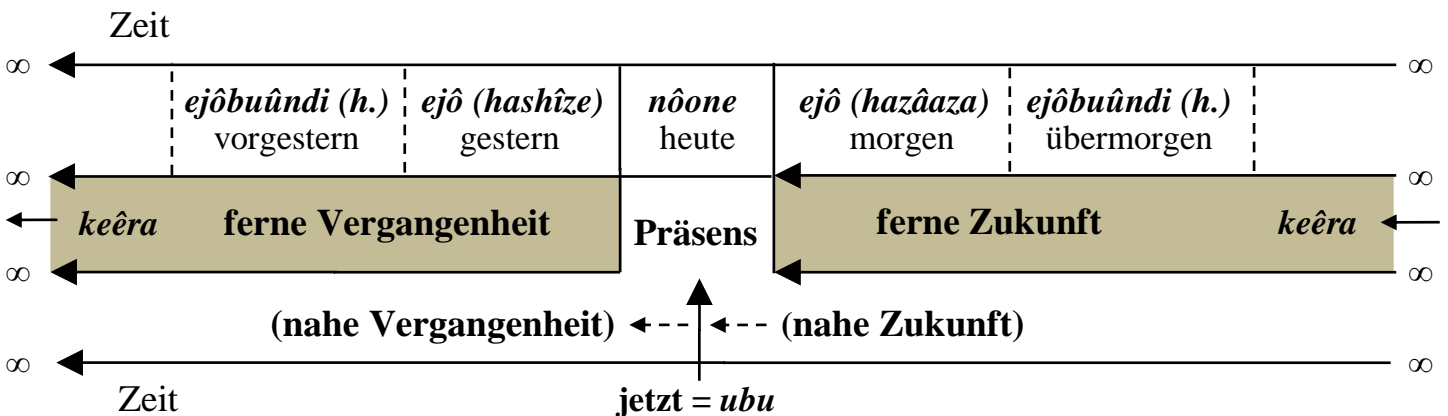 Zeit
∞ ∞
ejôbuûndi (h.) ejô (hashîze) nôone ejô (hazâaza) ejôbuûndi (h.)
vorgestern gestern heute morgen übermorgen
∞ ∞
keêra ferne Vergangenheit Präsens ferne Zukunft keêra
∞ ∞
(nahe Vergangenheit) (nahe Zukunft)
∞ ∞
Zeit jetzt = ubu